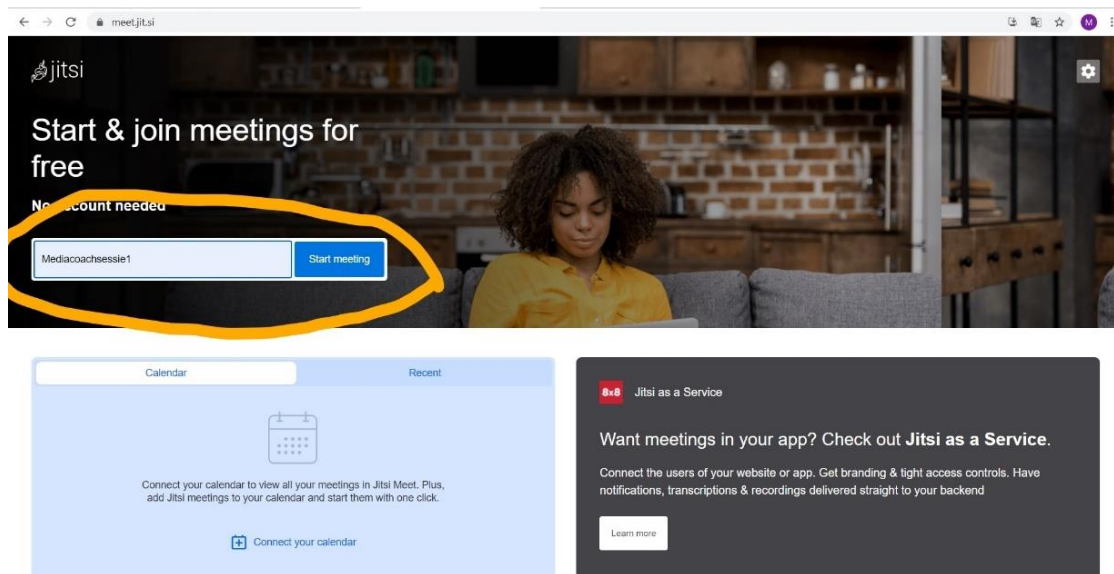 meet.jit.si
M
jitsi
Start & join meetings for
free
No account needed
Mediacoachsessie1
Start meeting
Calendar
Recent
Connect your calendar to view all your meetings in Jitsi Meet. Plus,
add Jitsi meetings to your calendar and start them with one click.
Connect your calendar
8x8 Jitsi as a Service
Want meetings in your app? Check out Jitsi as a Service.
Connect the users of your website or app. Get branding & tight access controls. Have
notifications, transcriptions & recordings delivered straight to your backend
Learn more